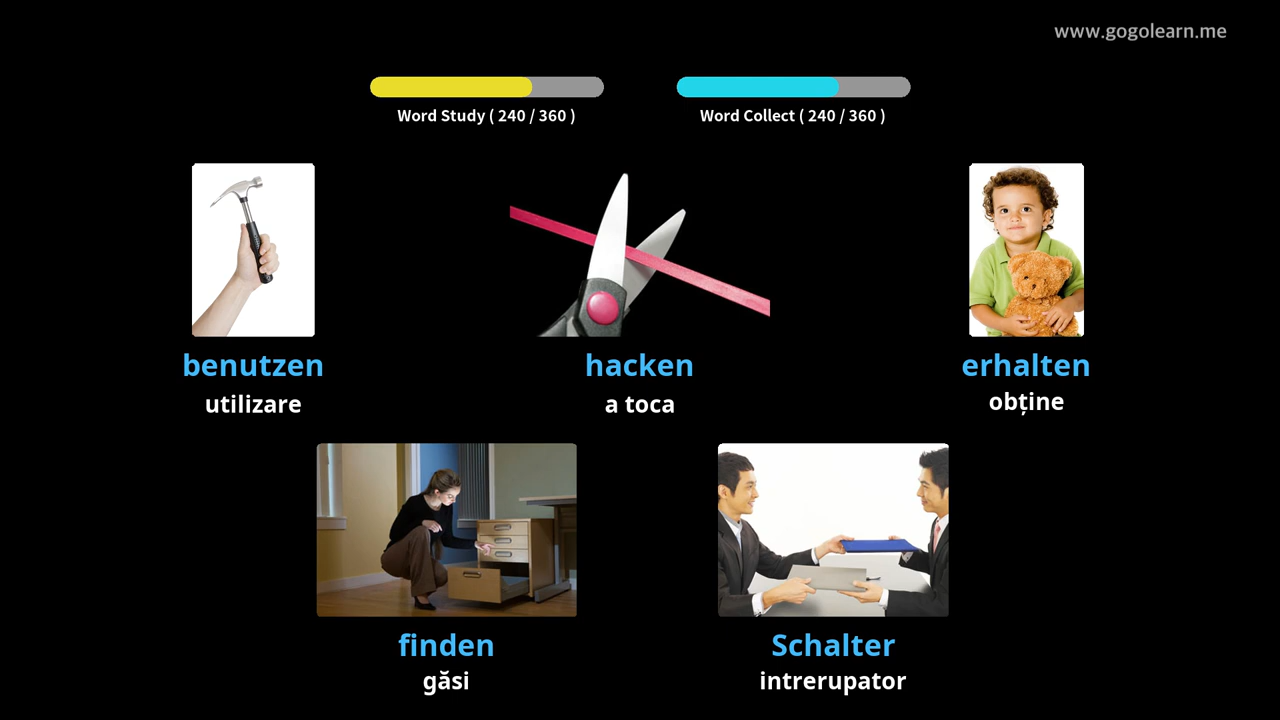 www.gogolearn.me
Word Study ( 240 / 360 )
Word Collect ( 240 / 360 )
benutzen
utilizare
hacken
a toca
erhalten
obține
finden
găsi
Schalter
intrerupator